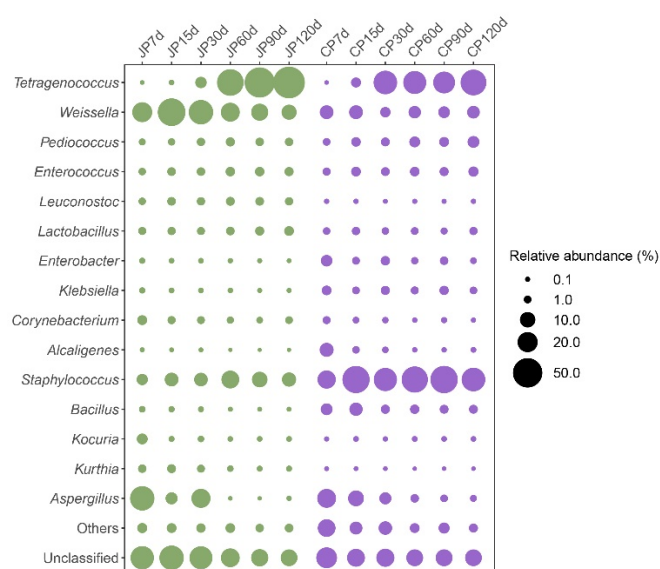 JP7d JP15d JP30d JP60d JP90d JP120d CP7d CP15d CP30d CP60d CP90d CP120d
Tetragenococcus
Weissella
Pediococcus
Enterococcus
Leuconostoc
Lactobacillus
Enterobacter
Klebsiella
Corynebacterium
Alcaligenes
Staphylococcus
Bacillus
Kocuria
Kurthia
Aspergillus
Others
Unclassified
Relative abundance (%)
0.1
1.0
10.0
20.0
50.0